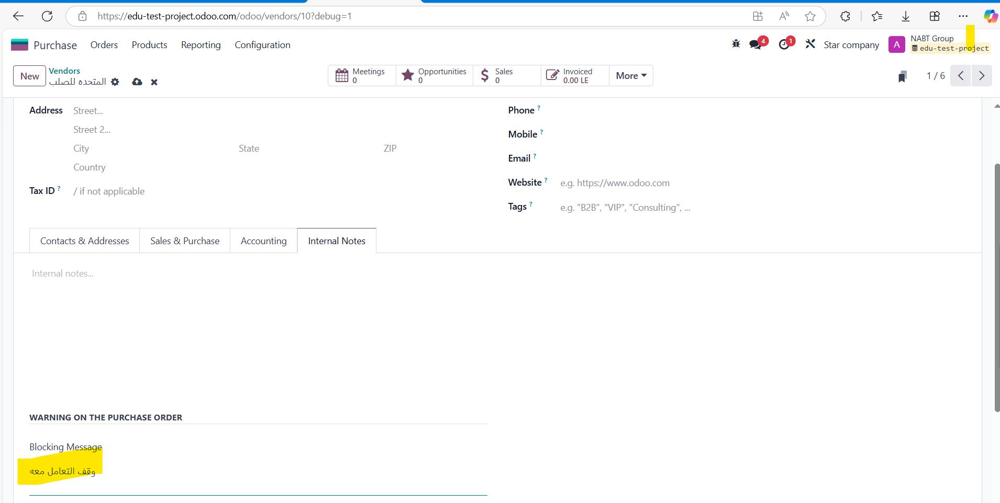 https://edu-test-project.odoo.com/odoo/vendors/10?debug=1
Purchase Orders Products Reporting Configuration 4 1 Star company A NABT Group
edu-test-project
New Vendors
المتحده للصلب
Meetings 0 Opportunities 0 Sales 0 Invoiced 0.00 LE More 1 / 6
Address Street...
Street 2...
City State ZIP
Country
Tax ID ? / if not applicable
Phone ?
Mobile ?
Email ?
Website ? e.g. https://www.odoo.com
Tags ? e.g. "B2B", "VIP", "Consulting", ...
Contacts & Addresses Sales & Purchase Accounting Internal Notes
Internal notes...
WARNING ON THE PURCHASE ORDER
Blocking Message
وقف التعامل معه